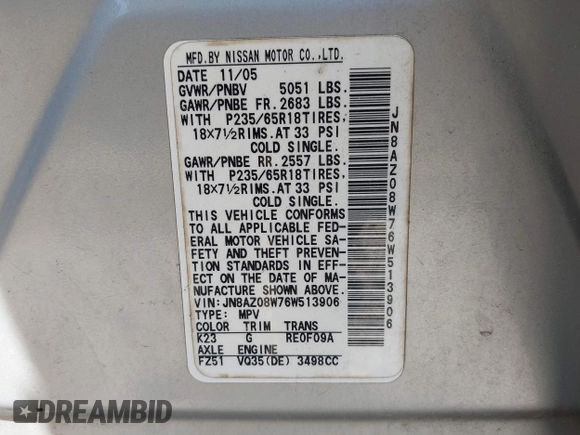 MFD.BY NISSAN MOTOR CO.,LTD.
DATE 11/05
GVWR/PNBV 5051 LBS.
GAWR/PNBE FR. 2683 LBS.
WITH P235/65R18TIRES,
18X7½RIMS.AT 33 PSI
COLD SINGLE.
GAWR/PNBE RR. 2557 LBS.
WITH P235/65R18TIRES,
18X7½RIMS.AT 33 PSI
COLD SINGLE.
THIS VEHICLE CONFORMS
TO ALL APPLICABLE FED-
ERAL MOTOR VEHICLE SA-
FETY AND THEFT PREVEN-
TION STANDARDS IN EFF-
ECT ON THE DATE OF MA-
NUFACTURE SHOWN ABOVE.
VIN:JN8AZ08W76W513906
TYPE: MPV
COLOR TRIM TRANS
K23 G RE0F09A
AXLE ENGINE
FZ51 VQ35(DE) 3498CC
JN8AZ08W76W513906
DREAMBID